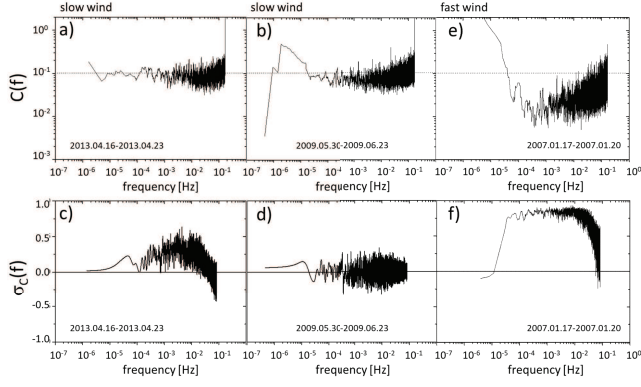 slow wind
slow wind
fast wind
a)
b)
e)
C(f)
10^0
10^-1
10^-2
10^-3
2013.04.16-2013.04.23
2009.05.30-2009.06.23
2007.01.17-2007.01.20
10^-7 10^-6 10^-5 10^-4 10^-3 10^-2 10^-1 10^-7 10^-6 10^-5 10^-4 10^-3 10^-2 10^-1 10^-7 10^-6 10^-5 10^-4 10^-3 10^-2 10^-1 10^0
frequency [Hz]
frequency [Hz]
frequency [Hz]
c)
d)
f)
σC(f)
1.0
0.5
0.0
-0.5
-1.0
2013.04.16-2013.04.23
2009.05.30-2009.06.23
2007.01.17-2007.01.20
10^-7 10^-6 10^-5 10^-4 10^-3 10^-2 10^-1 10^-7 10^-6 10^-5 10^-4 10^-3 10^-2 10^-1 10^-7 10^-6 10^-5 10^-4 10^-3 10^-2 10^-1 10^0
frequency [Hz]
frequency [Hz]
frequency [Hz]